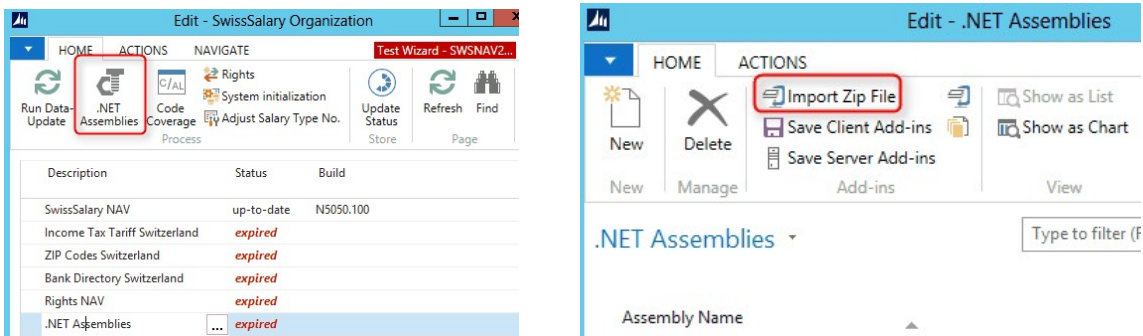 Edit - SwissSalary Organization
HOME ACTIONS NAVIGATE Test Wizard - SWSNAV2...
Run Data-Update
.NET Assemblies
C/AL
Code Coverage
Rights
System initialization
Adjust Salary Type No.
Update Status
Refresh
Find
Process Store Page
Description Status Build
SwissSalary NAV up-to-date N5050.100
Income Tax Tariff Switzerland expired
ZIP Codes Switzerland expired
Bank Directory Switzerland expired
Rights NAV expired
.NET Assemblies ... expired
Edit - .NET Assemblies
HOME ACTIONS
New
Delete
Import Zip File
Save Client Add-ins
Save Server Add-ins
Show as List
Show as Chart
New Manage Add-ins View
.NET Assemblies
Type to filter (F
Assembly Name